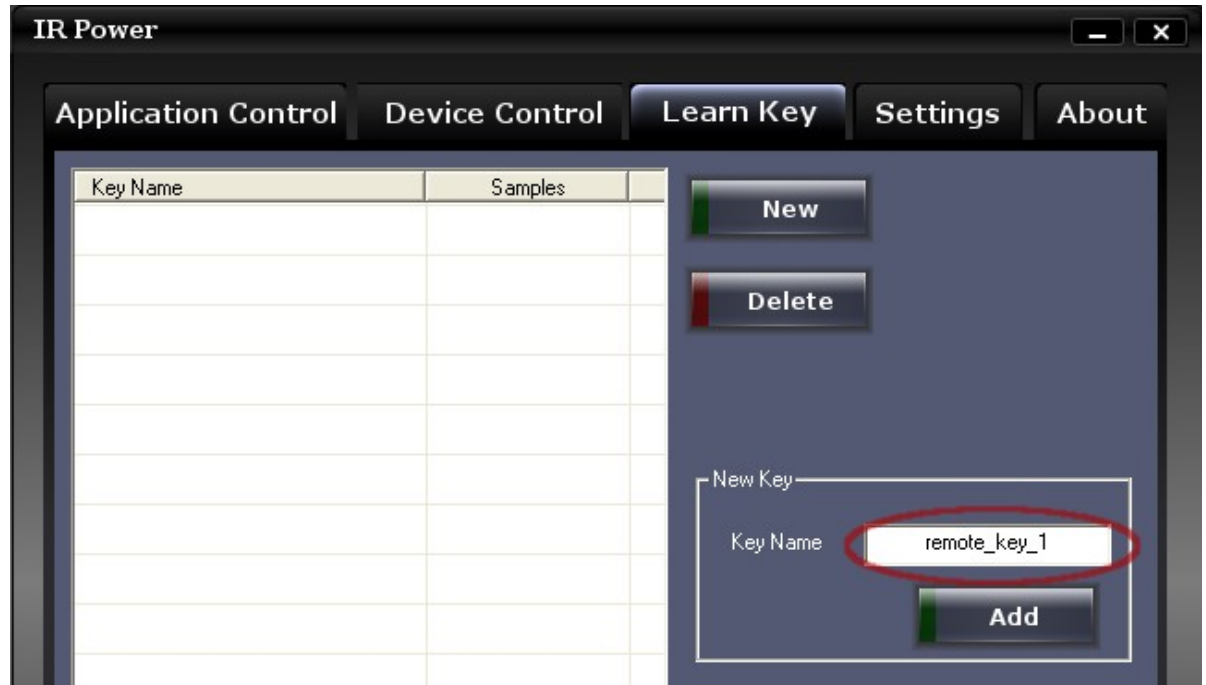 IR Power
Application Control Device Control Learn Key Settings About
Key Name Samples
New
Delete
New Key
Key Name remote_key_1
Add